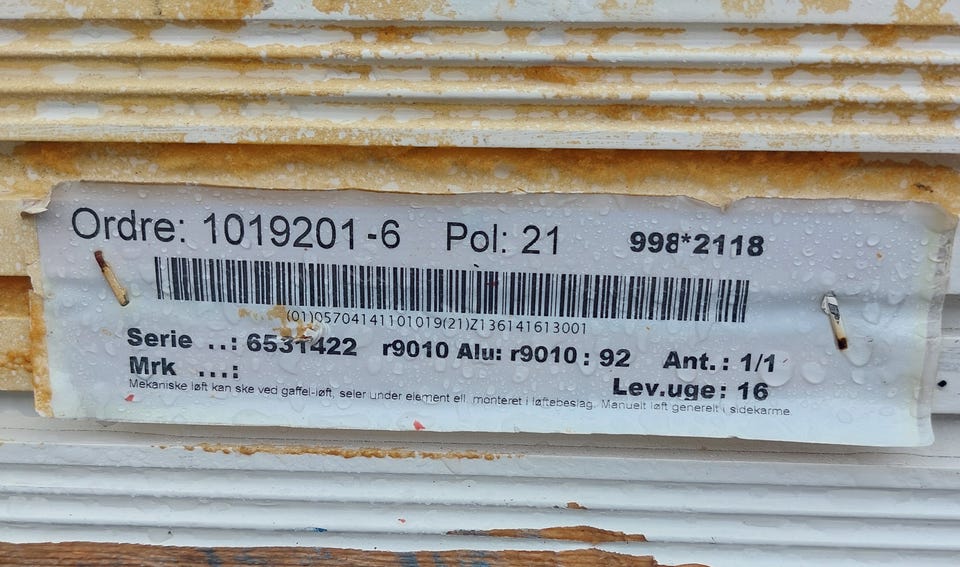 Ordre: 1019201-6 Pol: 21 998*2118
(01)05704141101019(21)Z136141613001
Serie ..: 6531422 r9010 Alu: r9010 : 92 Ant.: 1/1
Mrk ...: Lev.uge: 16
Mekaniske løft kan ske ved gaffel-løft, seler under element ell. monteret i løftebeslag. Manuelt løft generelt i sidekarme